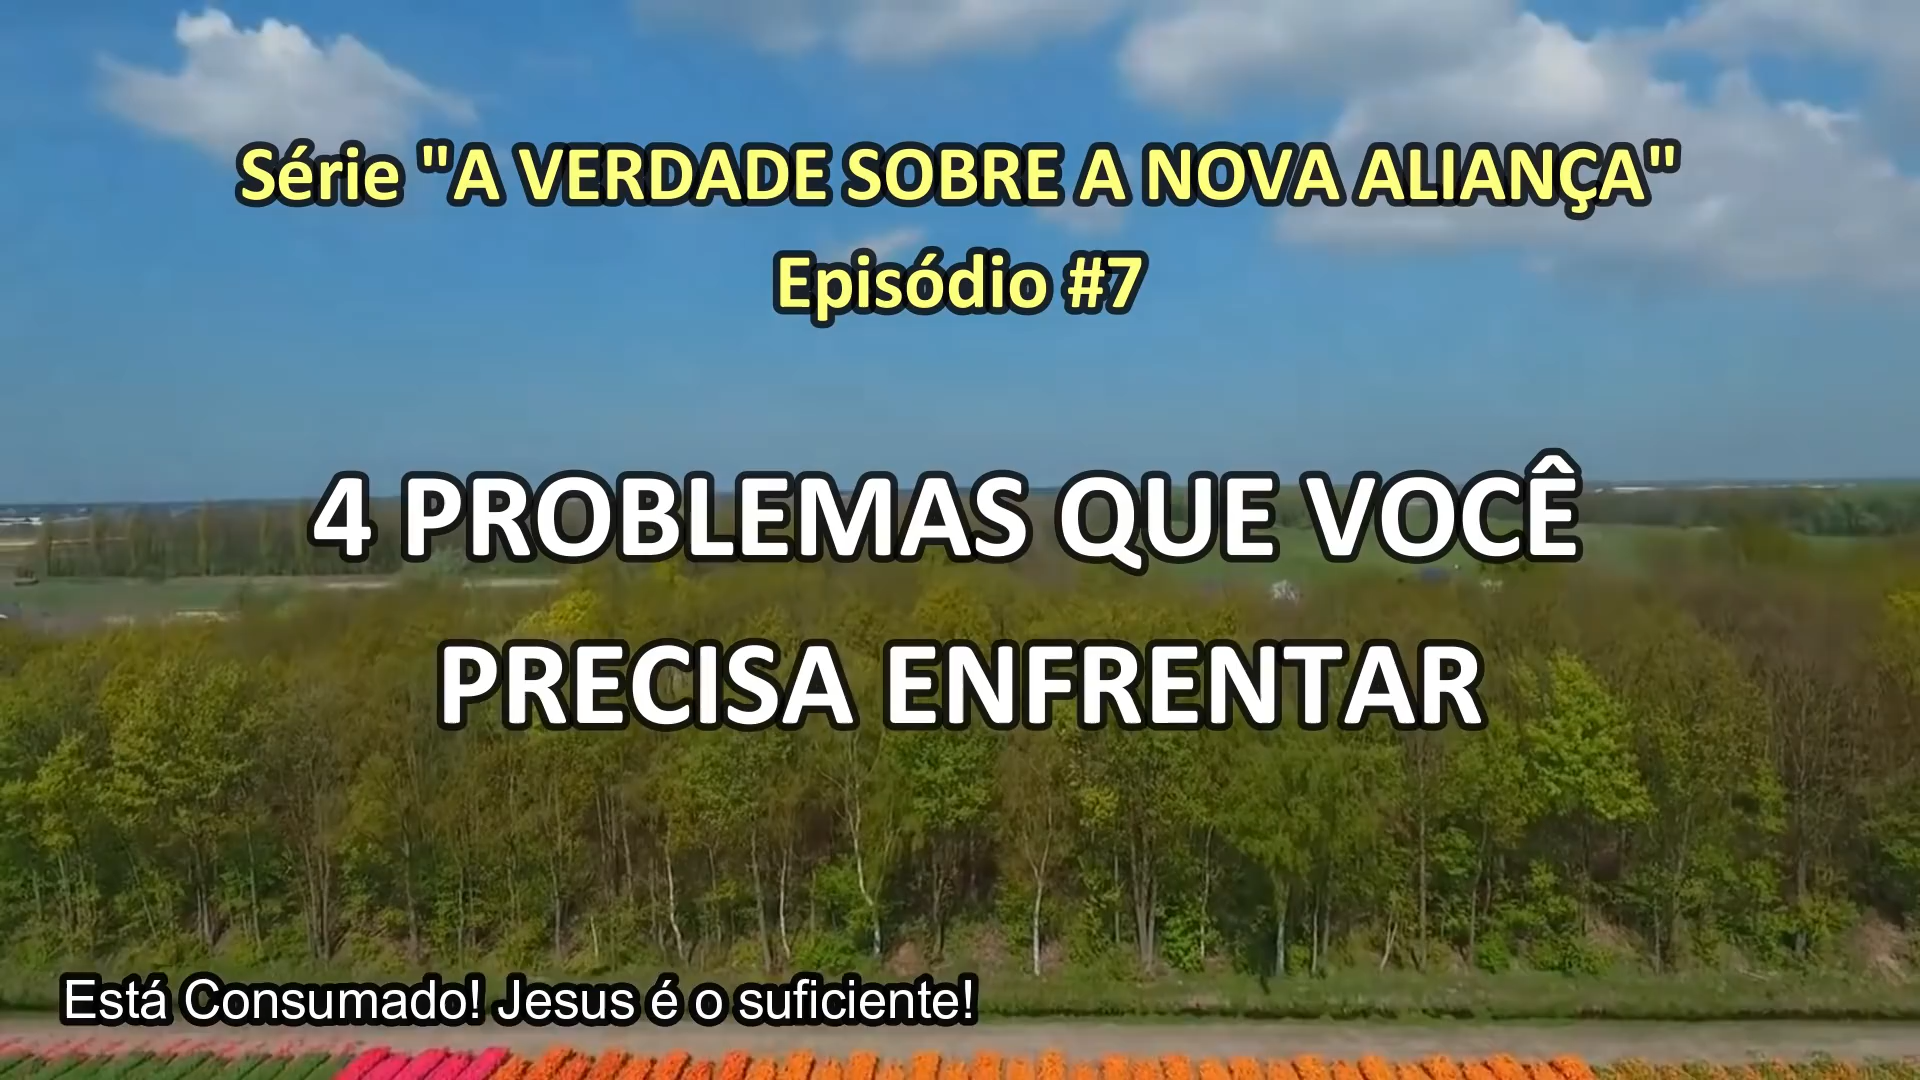 Série "A VERDADE SOBRE A NOVA ALIANÇA"
Episódio #7
4 PROBLEMAS QUE VOCÊ
PRECISA ENFRENTAR
Está Consumado! Jesus é o suficiente!